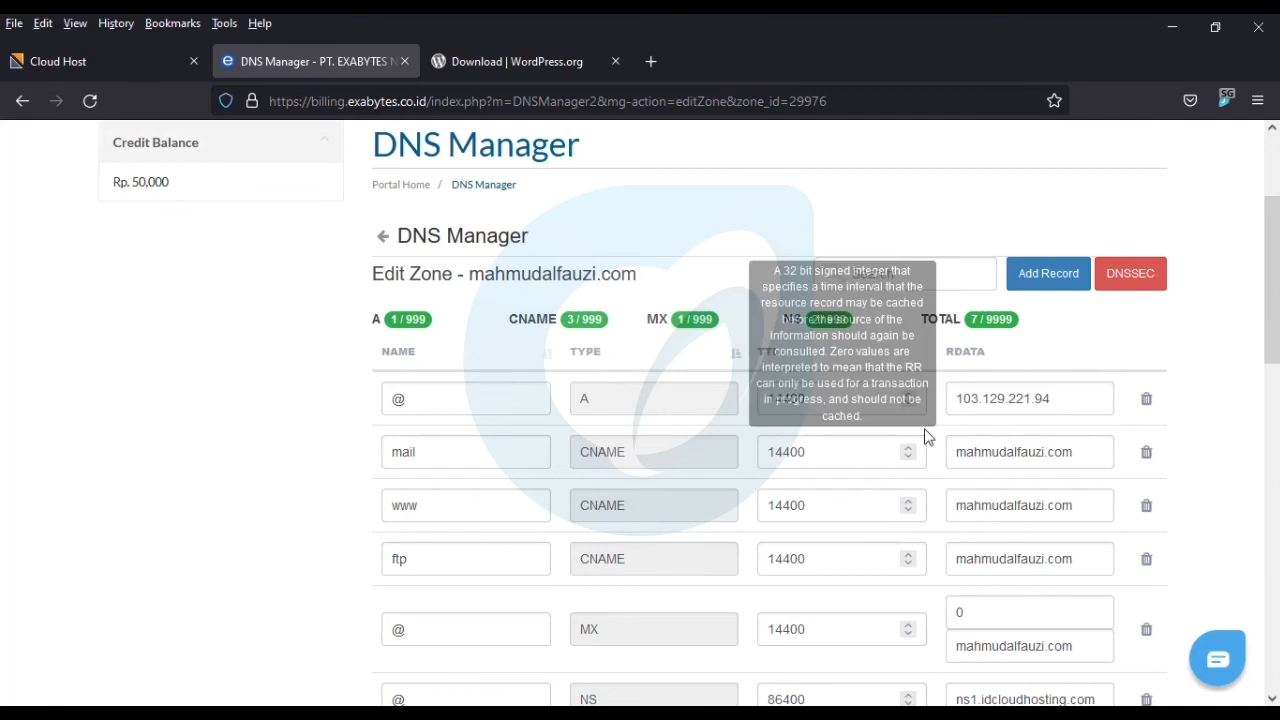 File Edit View History Bookmarks Tools Help
Cloud Host
DNS Manager - PT. EXABYTES
Download | WordPress.org
https://billing.exabytes.co.id/index.php?m=DNSManager2&mg-action=editZone&zone_id=29976
SG
Credit Balance
Rp. 50,000
DNS Manager
Portal Home / DNS Manager
DNS Manager
Edit Zone - mahmudalfauzi.com
Add Record
DNSSEC
A 32 bit signed integer that
specifies a time interval that the
resource record may be cached
before the source of the
information should again be
consulted. Zero values are
interpreted to mean that the RR
can only be used for a transaction
in progress, and should not be
cached.
A 1 / 999 CNAME 3 / 999 MX 1 / 999 NS TOTAL 7 / 9999
NAME TYPE TTL RDATA
@ A 14400 103.129.221.94
mail CNAME 14400 mahmudalfauzi.com
www CNAME 14400 mahmudalfauzi.com
ftp CNAME 14400 mahmudalfauzi.com
@ MX 14400 0
mahmudalfauzi.com
@ NS 86400 ns1.idcloudhosting.com